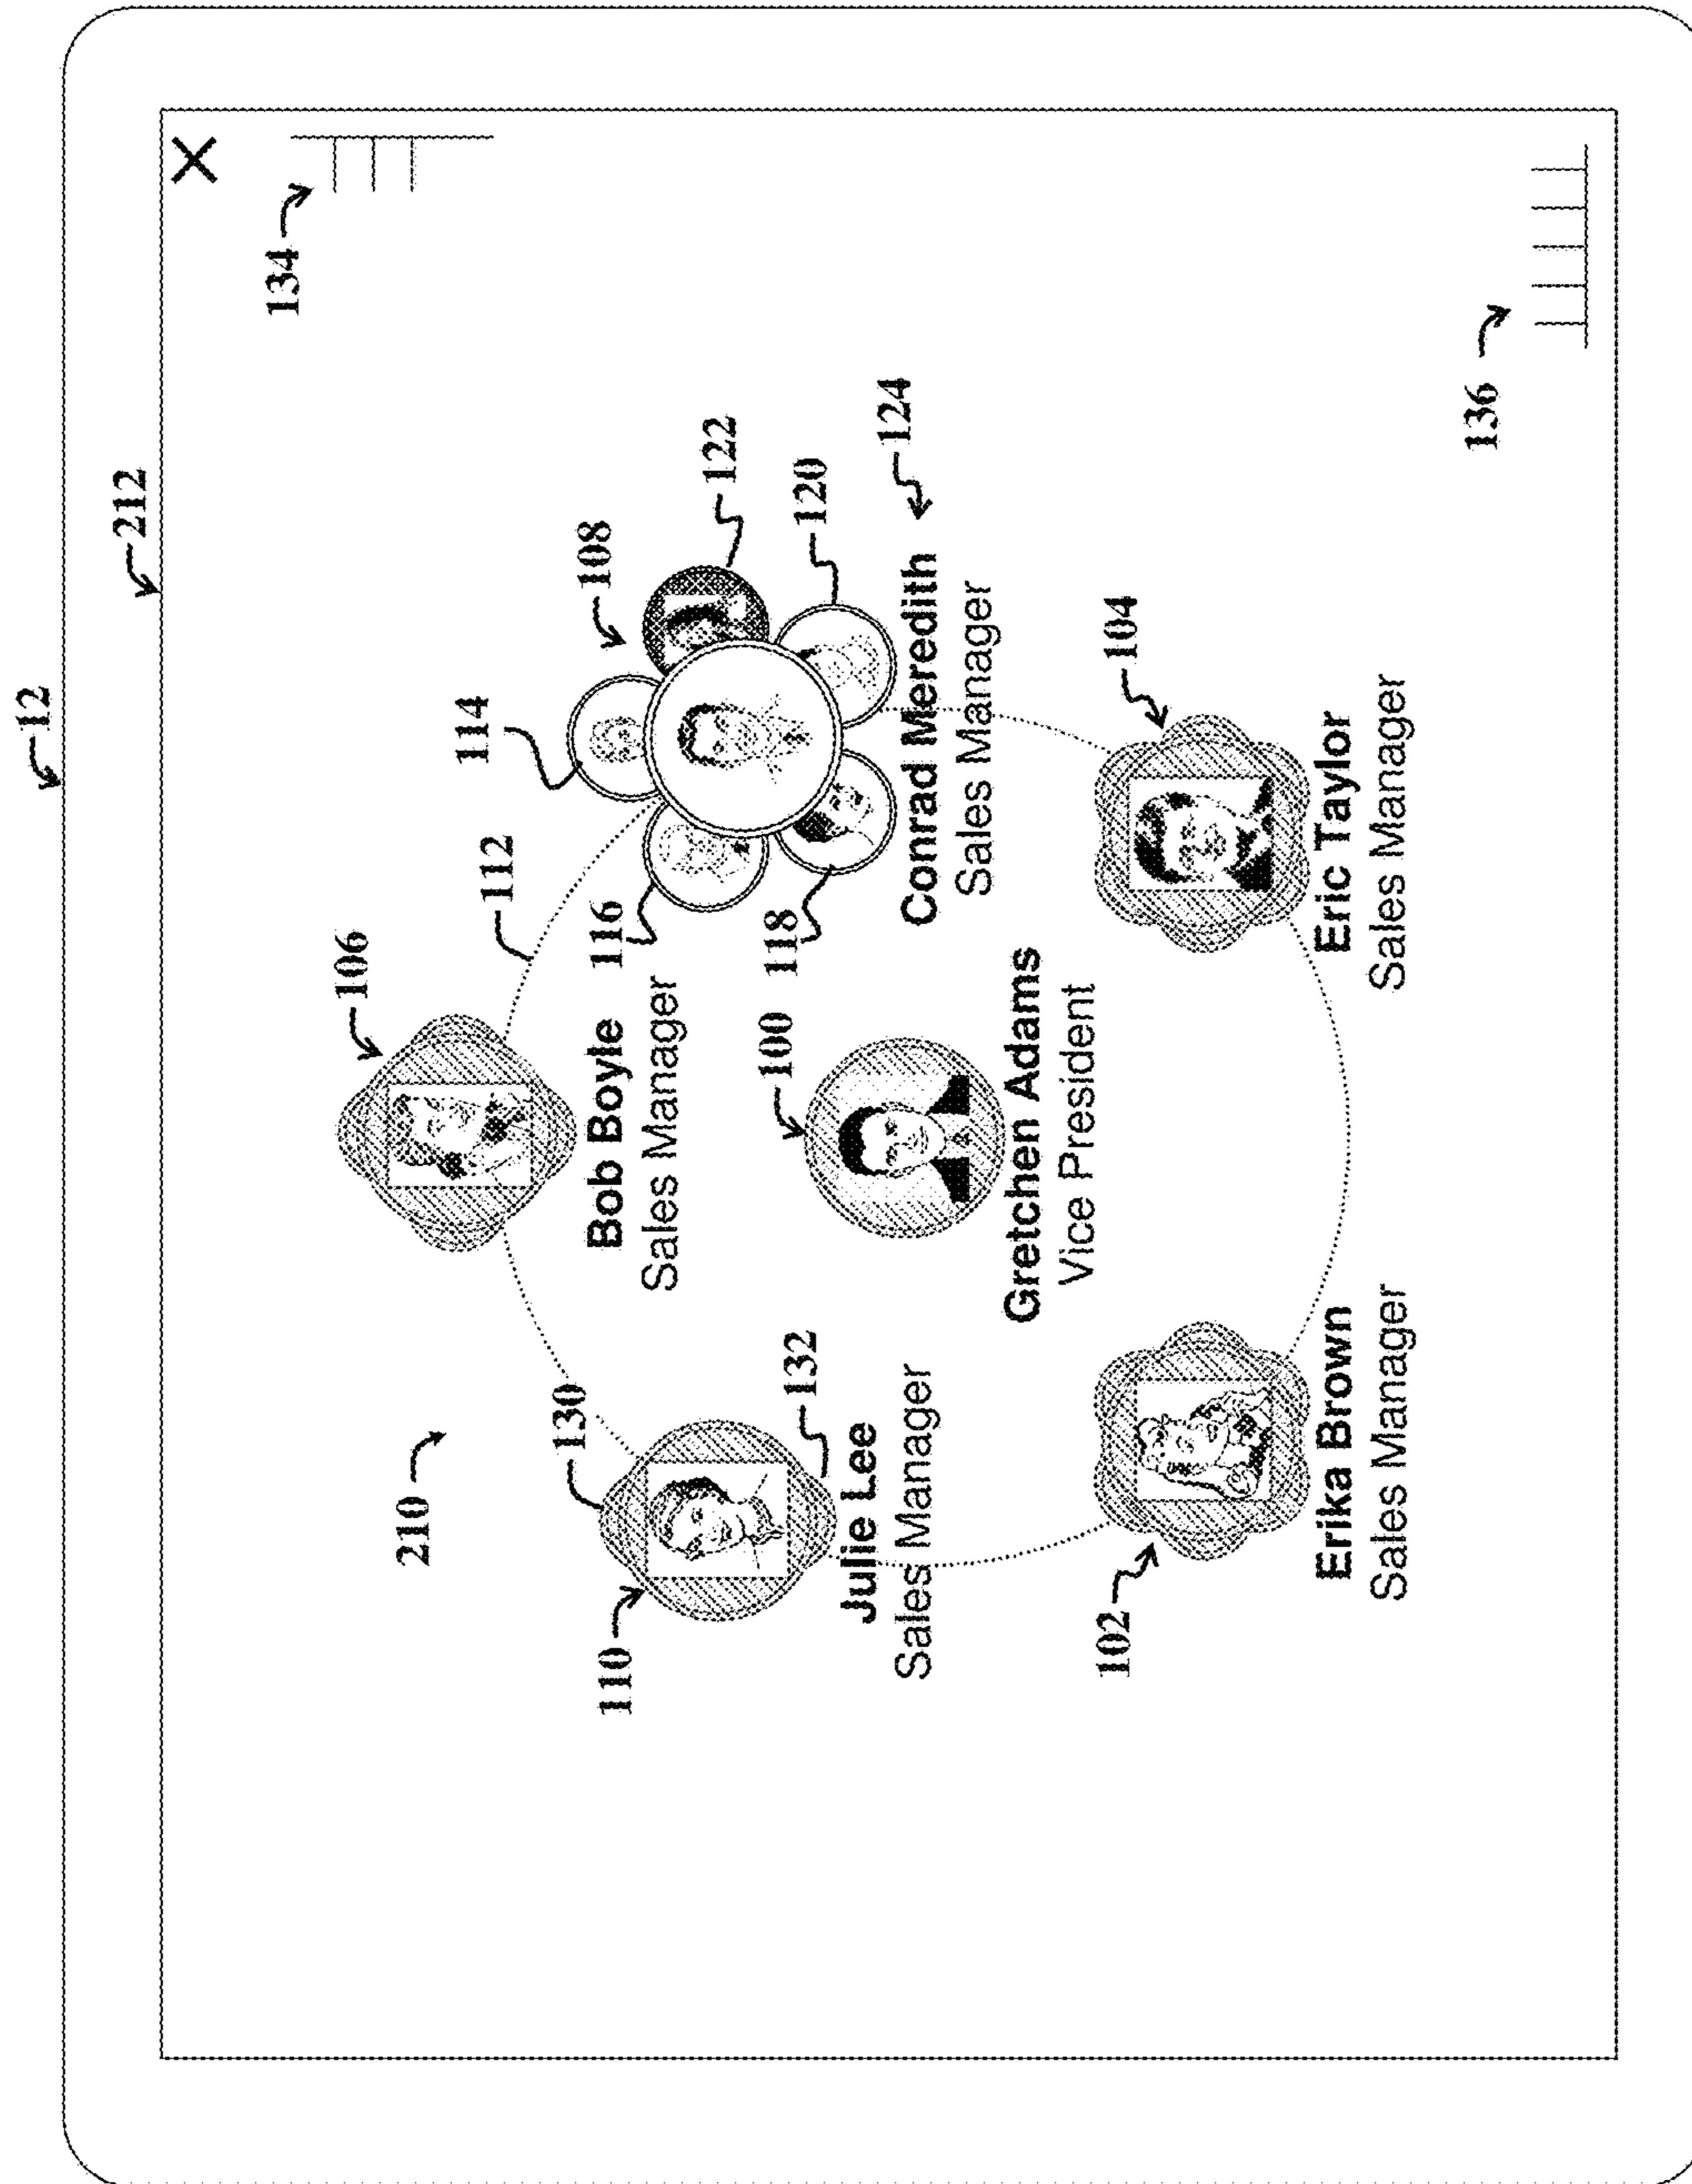 12
212
134
210
106
112
114
108
122
130
110
132
Bob Boyle
Sales Manager
116
118
120
124
100
Julie Lee
Sales Manager
Conrad Meredith
Sales Manager
Gretchen Adams
Vice President
102
104
Erika Brown
Sales Manager
Eric Taylor
Sales Manager
136